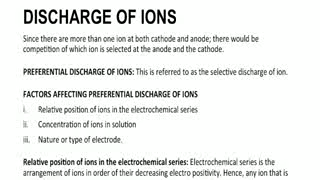 DISCHARGE OF IONS
Since there are more than one ion at both cathode and anode; there would be
competition of which ion is selected at the anode and the cathode.
PREFERENTIAL DISCHARGE OF IONS: This is referred to as the selective discharge of ion.
FACTORS AFFECTING PREFERENTIAL DISCHARGE OF IONS
i. Relative position of ions in the electrochemical series
ii. Concentration of ions in solution
iii. Nature or type of electrode.
Relative position of ions in the electrochemical series: Electrochemical series is the
arrangement of ions in order of their decreasing electro positivity. Hence, any ion that is